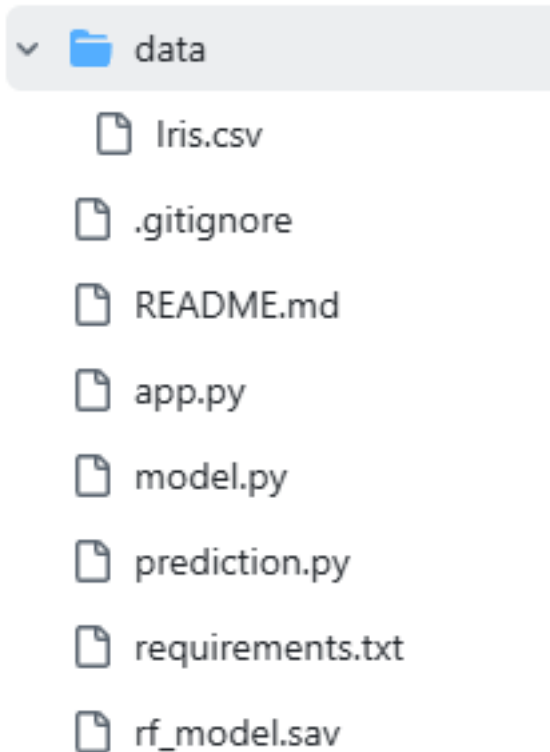 data
Iris.csv
.gitignore
README.md
app.py
model.py
prediction.py
requirements.txt
rf_model.sav